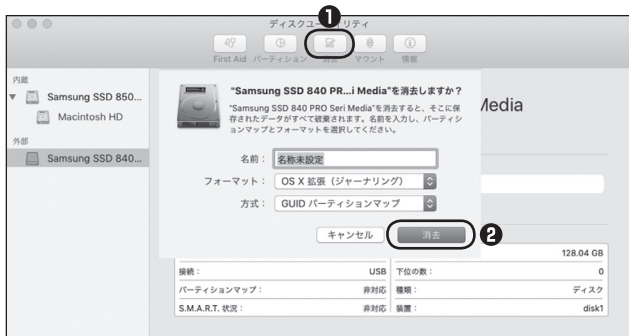 ディスクユーティリティ
First Aid パーティション 消去 マウント 情報
内蔵
Samsung SSD 850...
Macintosh HD
外部
Samsung SSD 840...
Media
"Samsung SSD 840 PR...i Media"を消去しますか？
"Samsung SSD 840 PRO Seri Media"を消去すると、そこに保
存されたデータがすべて破棄されます。名前を入力し、パーティシ
ョンマップとフォーマットを選択してください。
名前： 名称未設定
フォーマット： OS X 拡張（ジャーナリング）
方式： GUID パーティションマップ
キャンセル 消去
128.04 GB
接続： USB 下位の数： 0
パーティションマップ： 非対応 種類： ディスク
S.M.A.R.T. 状況： 非対応 装置： disk1
❶
❷